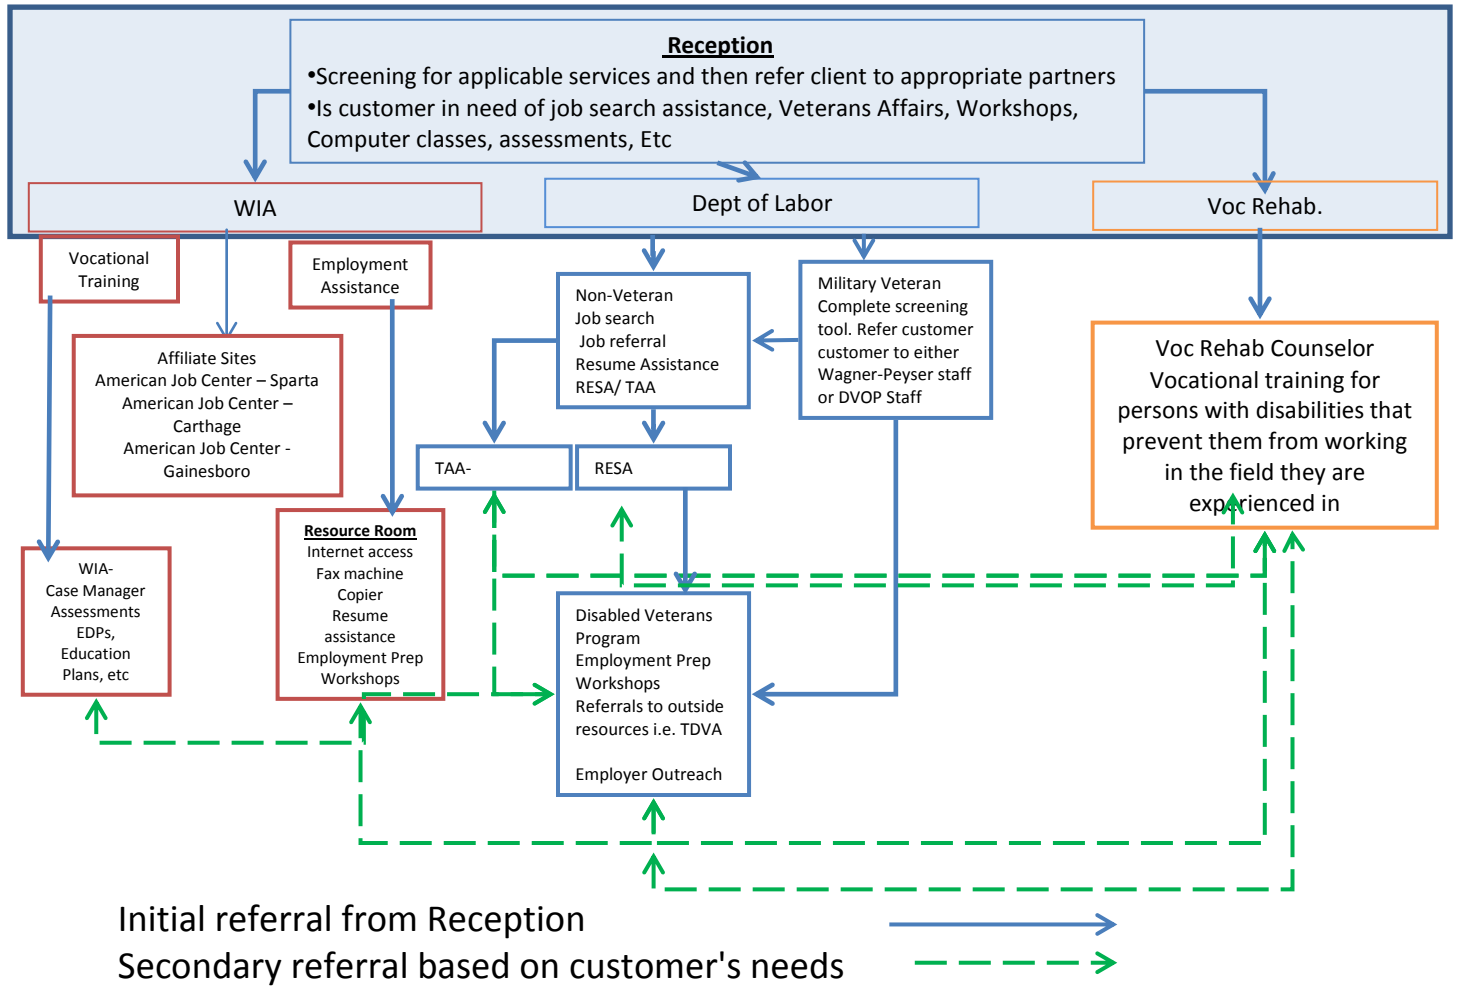 Reception
•Screening for applicable services and then refer client to appropriate partners
•Is customer in need of job search assistance, Veterans Affairs, Workshops,
Computer classes, assessments, Etc
WIA
Dept of Labor
Voc Rehab.
Vocational
Training
Employment
Assistance
Affiliate Sites
American Job Center – Sparta
American Job Center –
Carthage
American Job Center -
Gainesboro
Non-Veteran
Job search
Job referral
Resume Assistance
RESA/ TAA
Military Veteran
Complete screening
tool. Refer customer
customer to either
Wagner-Peyser staff
or DVOP Staff
Voc Rehab Counselor
Vocational training for
persons with disabilities that
prevent them from working
in the field they are
experienced in
TAA-
RESA
WIA-
Case Manager
Assessments
EDPs,
Education
Plans, etc
Resource Room
Internet access
Fax machine
Copier
Resume
assistance
Employment Prep
Workshops
Disabled Veterans
Program
Employment Prep
Workshops
Referrals to outside
resources i.e. TDVA
Employer Outreach
Initial referral from Reception
Secondary referral based on customer's needs